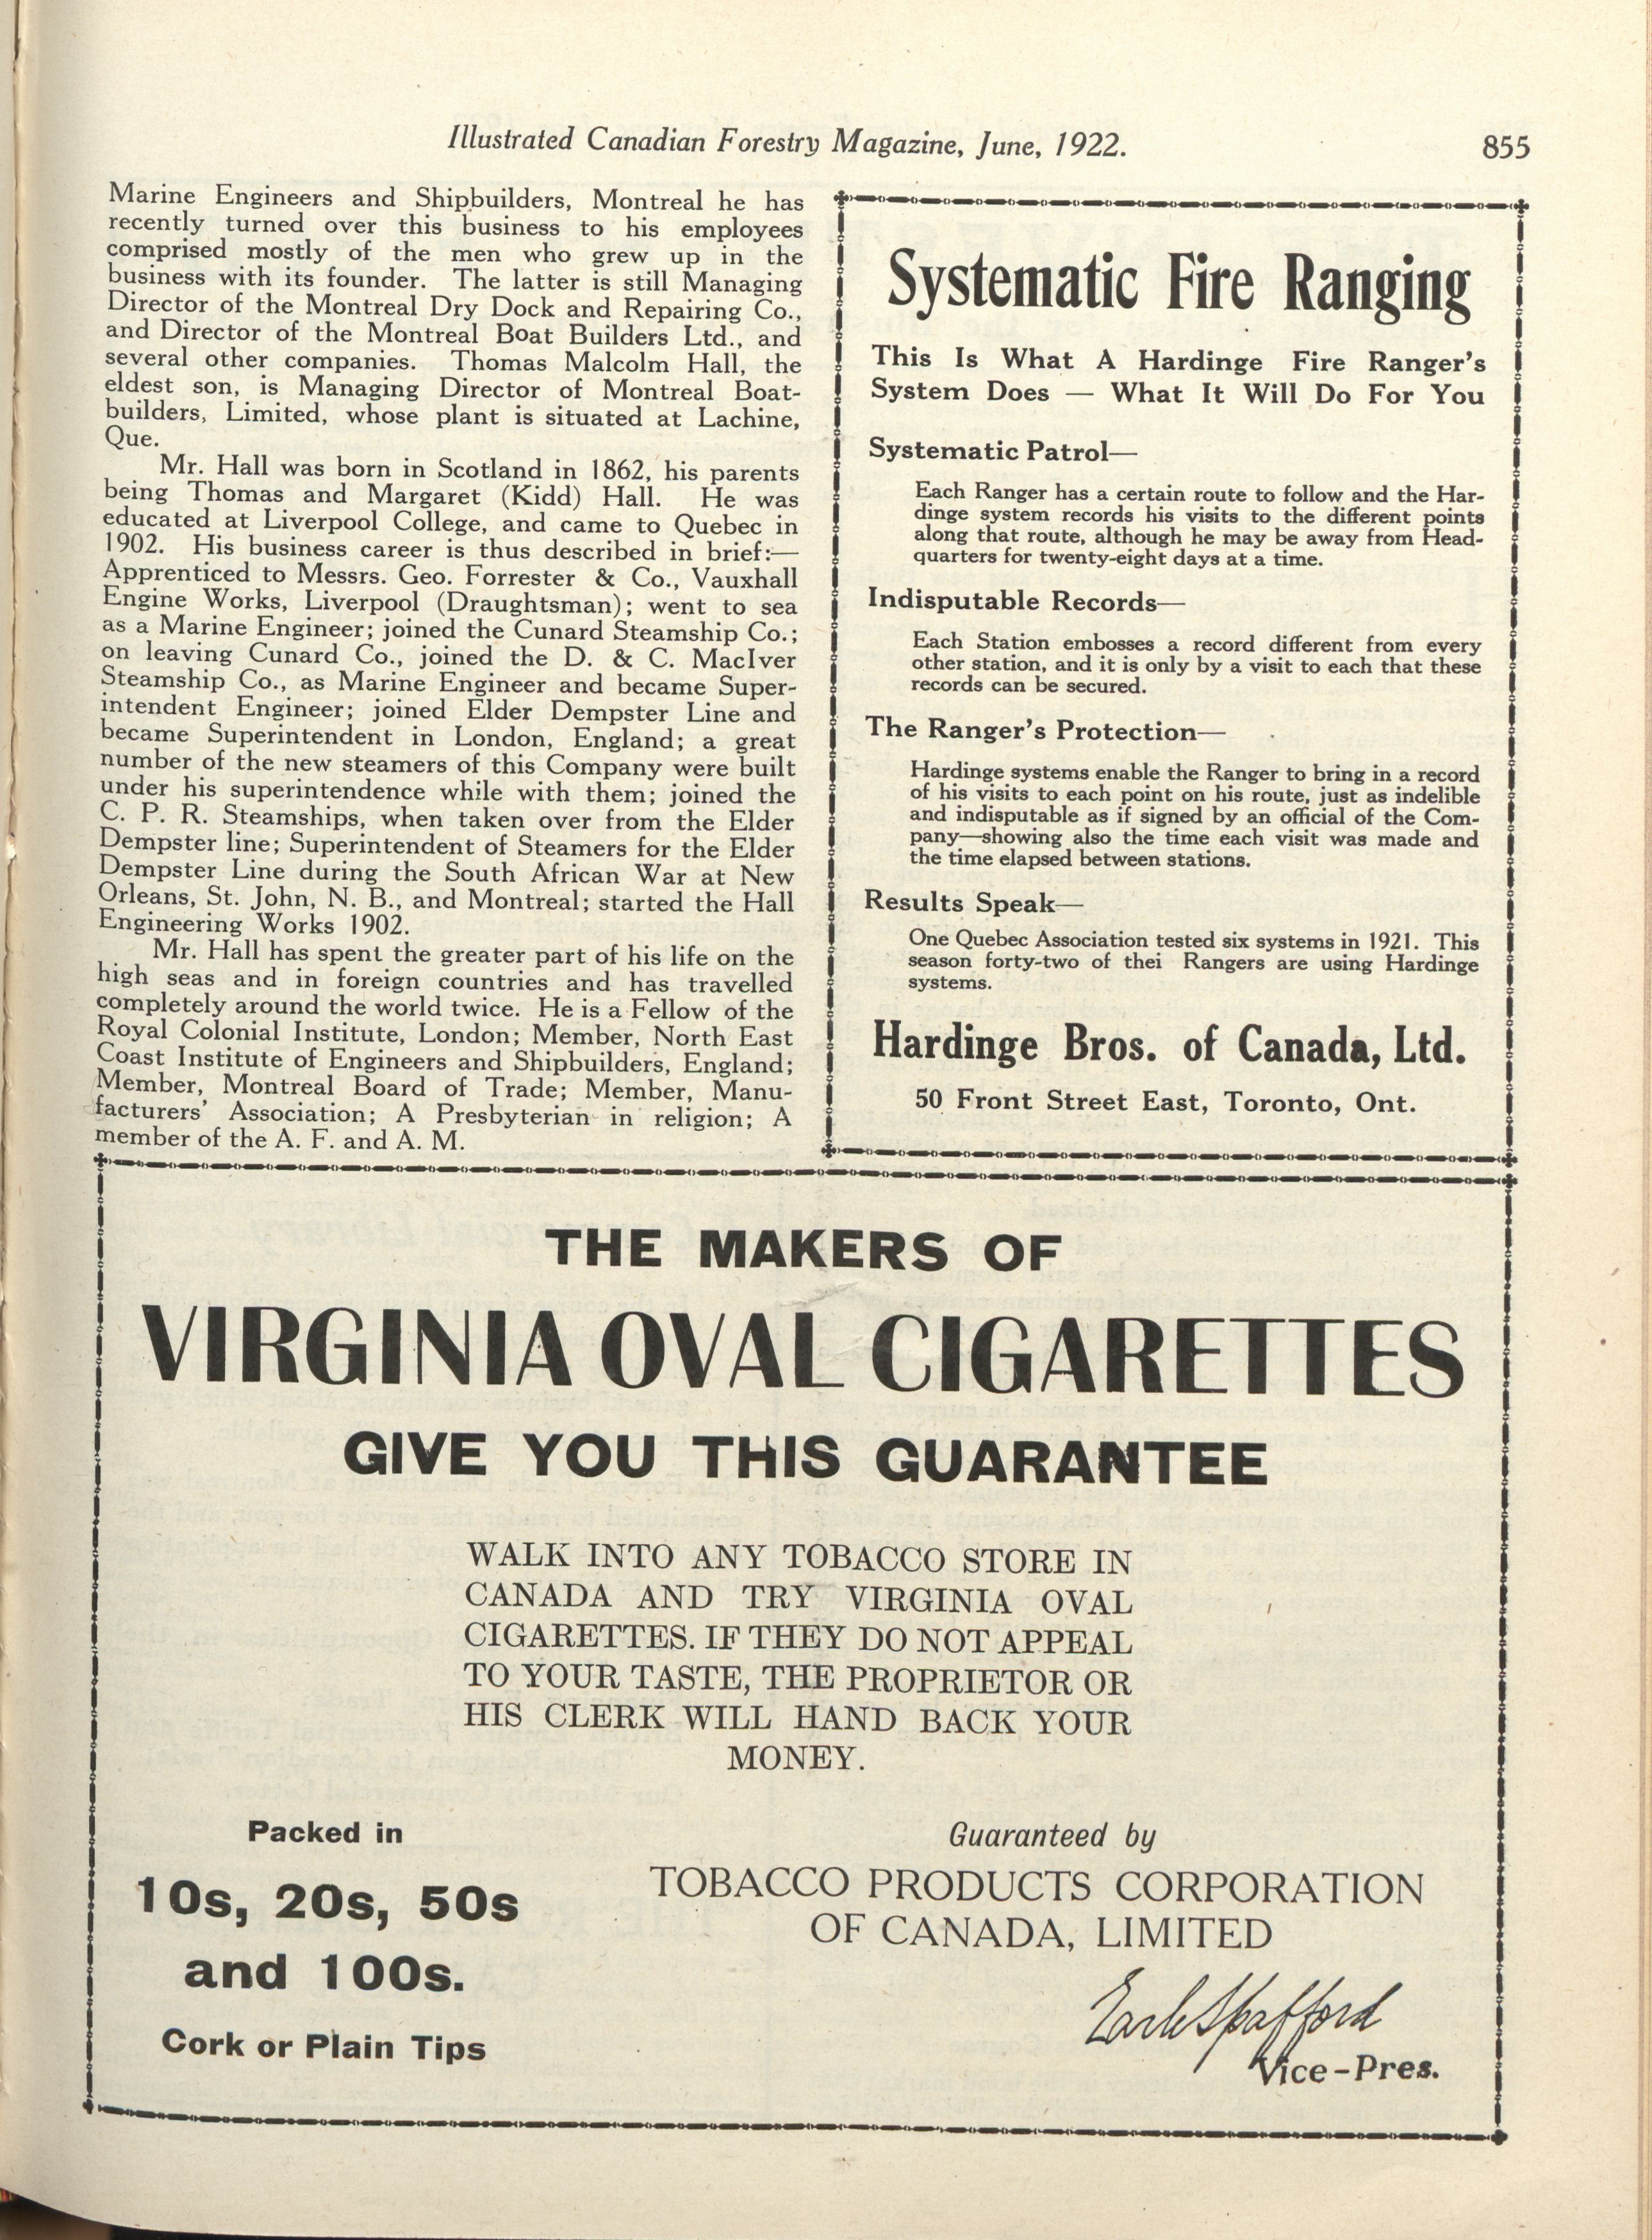 Illustrated Canadian Forestry Magazine, June, 1922.
855
Marine Engineers and Shipbuilders, Montreal he has
recently turned over this business to his employees
comprised mostly of the men who grew up in the
business with its founder. The latter is still Managing
Director of the Montreal Dry Dock and Repairing Co.,
and Director of the Montreal Boat Builders Ltd., and
several other companies. Thomas Malcolm Hall, the
eldest son, is Managing Director of Montreal Boat-
builders, Limited, whose plant is situated at Lachine,
Que.
Mr. Hall was born in Scotland in 1862, his parents
being Thomas and Margaret (Kidd) Hall. He was
educated at Liverpool College, and came to Quebec in
1902. His business career is thus described in brief:—
Apprenticed to Messrs. Geo. Forrester & Co., Vauxhall
Engine Works, Liverpool (Draughtsman); went to sea
as a Marine Engineer; joined the Cunard Steamship Co.;
on leaving Cunard Co., joined the D. & C. MacIver
Steamship Co., as Marine Engineer and became Super-
intendent Engineer; joined Elder Dempster Line and
became Superintendent in London, England; a great
number of the new steamers of this Company were built
under his superintendence while with them; joined the
C. P. R. Steamships, when taken over from the Elder
Dempster line; Superintendent of Steamers for the Elder
Dempster Line during the South African War at New
Orleans, St. John, N. B., and Montreal; started the Hall
Engineering Works 1902.
Mr. Hall has spent the greater part of his life on the
high seas and in foreign countries and has travelled
completely around the world twice. He is a Fellow of the
Royal Colonial Institute, London; Member, North East
Coast Institute of Engineers and Shipbuilders, England;
Member, Montreal Board of Trade; Member, Manu-
facturers' Association; A Presbyterian in religion; A
member of the A. F. and A. M.
Systematic Fire Ranging
This Is What A Hardinge Fire Ranger's
System Does — What It Will Do For You
Systematic Patrol—
Each Ranger has a certain route to follow and the Har-
dinge system records his visits to the different points
along that route, although he may be away from Head-
quarters for twenty-eight days at a time.
Indisputable Records—
Each Station embosses a record different from every
other station, and it is only by a visit to each that these
records can be secured.
The Ranger's Protection—
Hardinge systems enable the Ranger to bring in a record
of his visits to each point on his route, just as indelible
and indisputable as if signed by an official of the Com-
pany—showing also the time each visit was made and
the time elapsed between stations.
Results Speak—
One Quebec Association tested six systems in 1921. This
season forty-two of thei Rangers are using Hardinge
systems.
Hardinge Bros. of Canada, Ltd.
50 Front Street East, Toronto, Ont.
THE MAKERS OF
VIRGINIA OVAL CIGARETTES
GIVE YOU THIS GUARANTEE
WALK INTO ANY TOBACCO STORE IN
CANADA AND TRY VIRGINIA OVAL
CIGARETTES. IF THEY DO NOT APPEAL
TO YOUR TASTE, THE PROPRIETOR OR
HIS CLERK WILL HAND BACK YOUR
MONEY.
Packed in
10s, 20s, 50s
and 100s.
Cork or Plain Tips
Guaranteed by
TOBACCO PRODUCTS CORPORATION
OF CANADA, LIMITED
Earle Spafford
Vice-Pres.